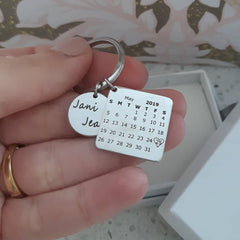 Jani
Jea
May 2019
S M T W T F S
1 2 3 4
5 6 7 8 9 10 11
12 13 14 15 16 17 18
19 20 21 22 23 24
26 27 28 29 30 31